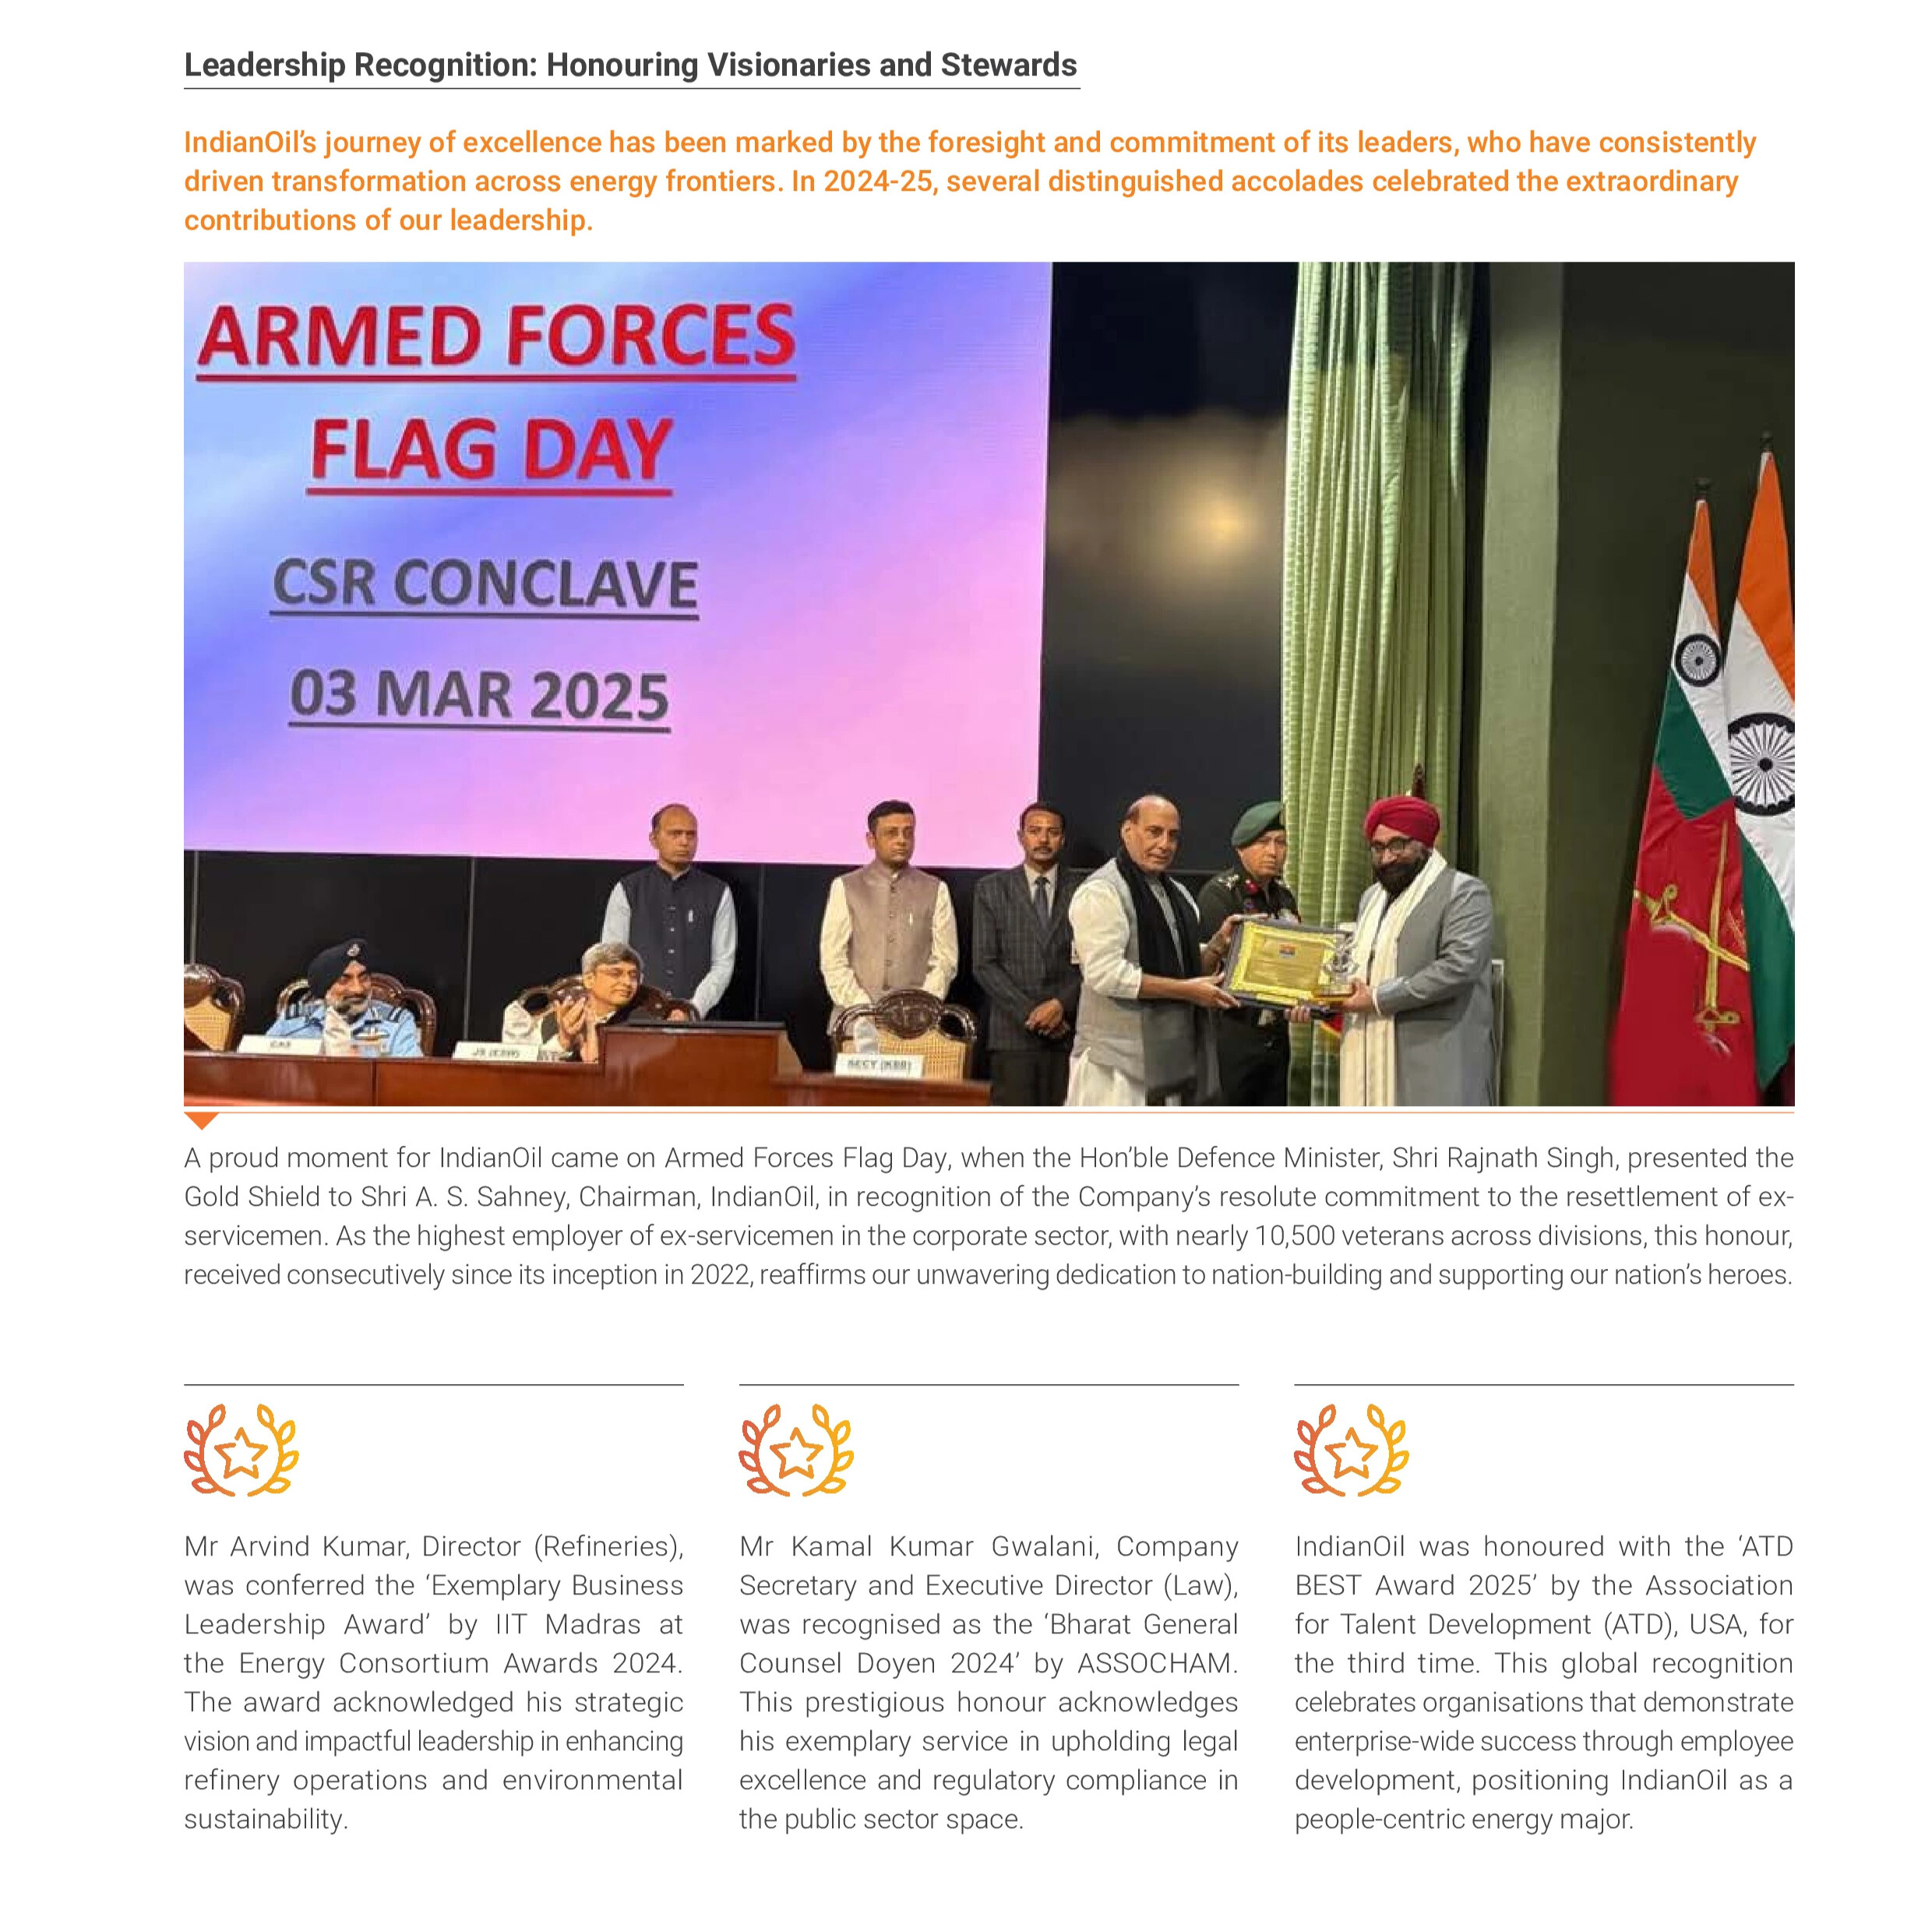 Leadership Recognition: Honouring Visionaries and Stewards
IndianOil’s journey of excellence has been marked by the foresight and commitment of its leaders, who have consistently
driven transformation across energy frontiers. In 2024-25, several distinguished accolades celebrated the extraordinary
contributions of our leadership.
ARMED FORCES
FLAG DAY
CSR CONCLAVE
03 MAR 2025
SECY (KSB)
A proud moment for IndianOil came on Armed Forces Flag Day, when the Hon’ble Defence Minister, Shri Rajnath Singh, presented the
Gold Shield to Shri A. S. Sahney, Chairman, IndianOil, in recognition of the Company’s resolute commitment to the resettlement of ex-
servicemen. As the highest employer of ex-servicemen in the corporate sector, with nearly 10,500 veterans across divisions, this honour,
received consecutively since its inception in 2022, reaffirms our unwavering dedication to nation-building and supporting our nation’s heroes.
Mr Arvind Kumar, Director (Refineries),
was conferred the ‘Exemplary Business
Leadership Award’ by IIT Madras at
the Energy Consortium Awards 2024.
The award acknowledged his strategic
vision and impactful leadership in enhancing
refinery operations and environmental
sustainability.
Mr Kamal Kumar Gwalani, Company
Secretary and Executive Director (Law),
was recognised as the ‘Bharat General
Counsel Doyen 2024’ by ASSOCHAM.
This prestigious honour acknowledges
his exemplary service in upholding legal
excellence and regulatory compliance in
the public sector space.
IndianOil was honoured with the ‘ATD
BEST Award 2025’ by the Association
for Talent Development (ATD), USA, for
the third time. This global recognition
celebrates organisations that demonstrate
enterprise-wide success through employee
development, positioning IndianOil as a
people-centric energy major.